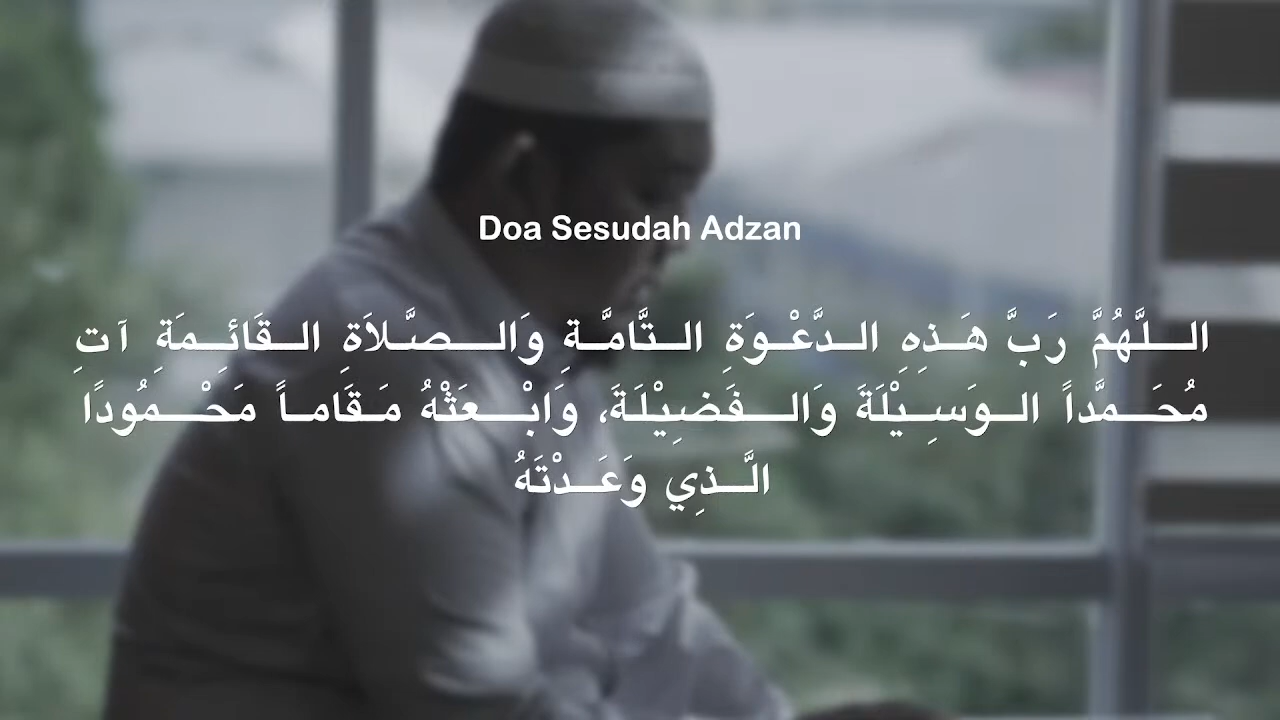 Doa Sesudah Adzan
اللَّهُمَّ رَبَّ هَذِهِ الدَّعْوَةِ التَّامَّةِ وَالصَّلاَةِ القَائِمَةِ آتِ
مُحَمَّداً الوَسِيْلَةَ وَالفَضِيْلَةَ، وَابْعَثْهُ مَقَاماً مَحْمُودًا
الَّذِي وَعَدْتَهُ